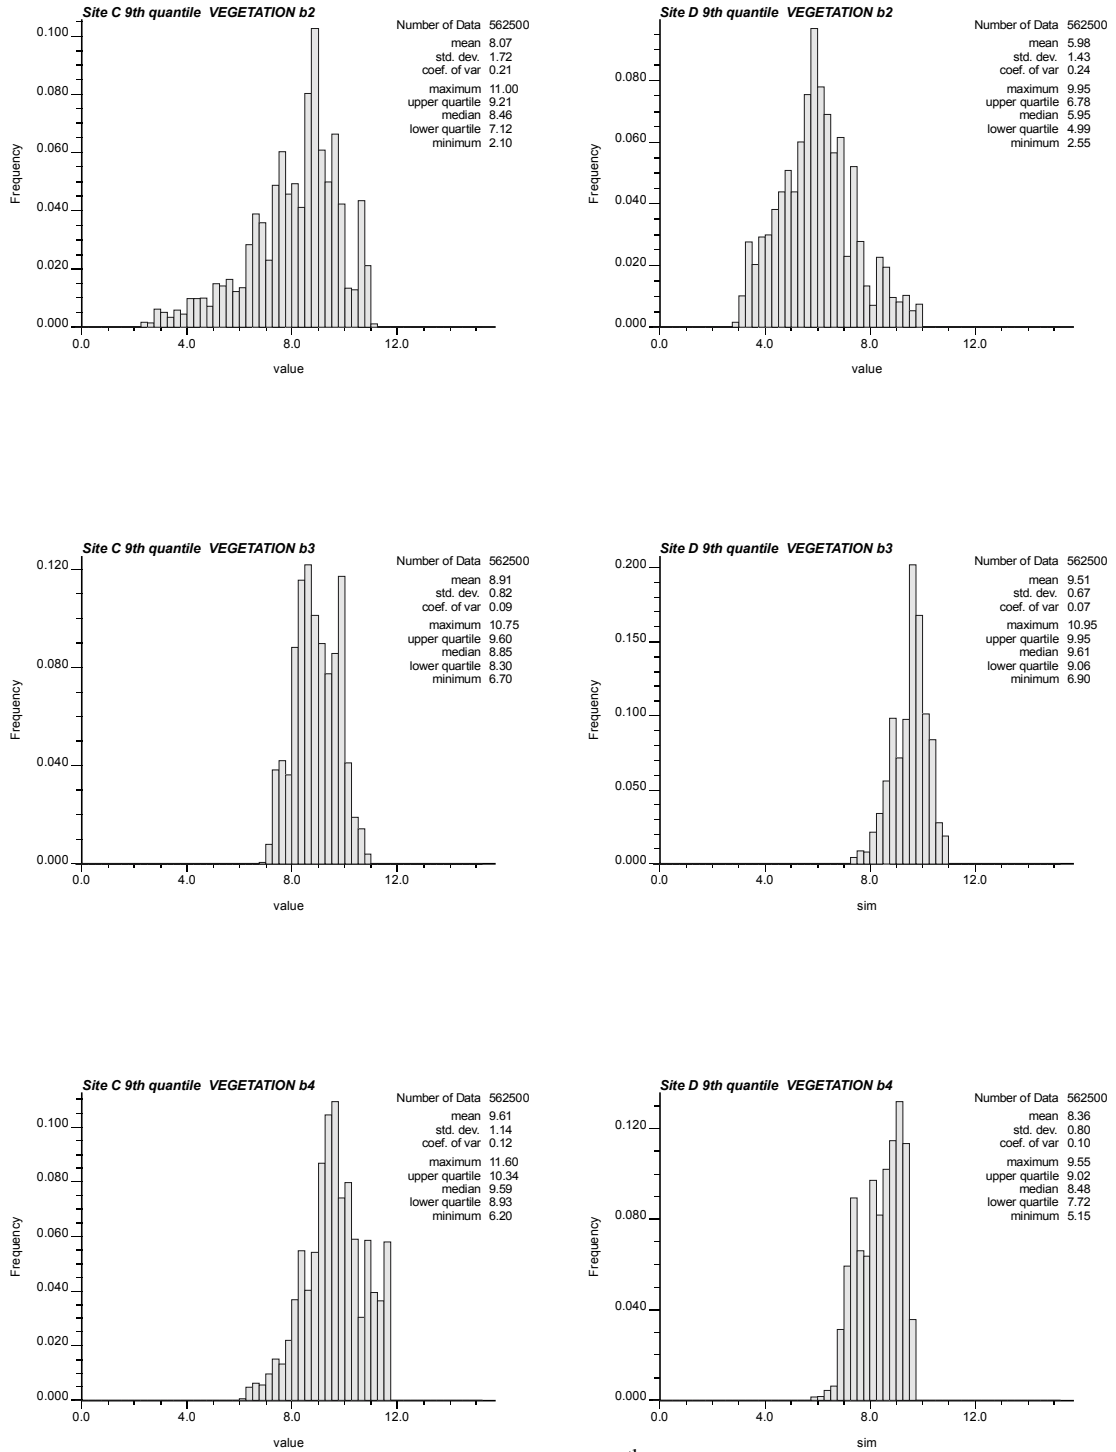 Site C 9th quantile VEGETATION b2
Number of Data 562500
mean 8.07
std. dev. 1.72
coef. of var 0.21
maximum 11.00
upper quartile 9.21
median 8.46
lower quartile 7.12
minimum 2.10
Frequency
0.100
0.080
0.060
0.040
0.020
0.000
0.0 4.0 8.0 12.0
value
Site D 9th quantile VEGETATION b2
Number of Data 562500
mean 5.98
std. dev. 1.43
coef. of var 0.24
maximum 9.95
upper quartile 6.78
median 5.95
lower quartile 4.99
minimum 2.55
Frequency
0.080
0.060
0.040
0.020
0.000
0.0 4.0 8.0 12.0
value
Site C 9th quantile VEGETATION b3
Number of Data 562500
mean 8.91
std. dev. 0.82
coef. of var 0.09
maximum 10.75
upper quartile 9.60
median 8.85
lower quartile 8.30
minimum 6.70
Frequency
0.120
0.080
0.040
0.000
0.0 4.0 8.0 12.0
value
Site D 9th quantile VEGETATION b3
Number of Data 562500
mean 9.51
std. dev. 0.67
coef. of var 0.07
maximum 10.95
upper quartile 9.95
median 9.61
lower quartile 9.06
minimum 6.90
Frequency
0.200
0.150
0.100
0.050
0.000
0.0 4.0 8.0 12.0
sim
Site C 9th quantile VEGETATION b4
Number of Data 562500
mean 9.61
std. dev. 1.14
coef. of var 0.12
maximum 11.60
upper quartile 10.34
median 9.59
lower quartile 8.93
minimum 6.20
Frequency
0.100
0.080
0.060
0.040
0.020
0.000
0.0 4.0 8.0 12.0
value
Site D 9th quantile VEGETATION b4
Number of Data 562500
mean 8.36
std. dev. 0.80
coef. of var 0.10
maximum 9.55
upper quartile 9.02
median 8.48
lower quartile 7.72
minimum 5.15
Frequency
0.120
0.080
0.040
0.000
0.0 4.0 8.0 12.0
sim
th